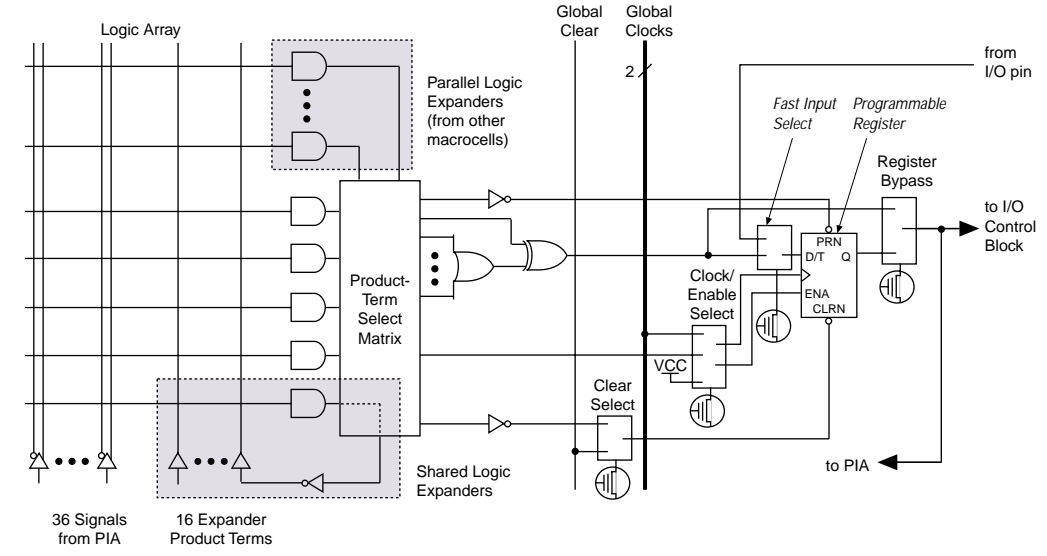 Logic Array
Global
Clear
Global
Clocks
2
from
I/O pin
Parallel Logic
Expanders
(from other
macrocells)
Fast Input
Select
Programmable
Register
Register
Bypass
to I/O
Control
Block
PRN
D/T
Q
ENA
CLRN
Clock/
Enable
Select
Product-
Term
Select
Matrix
VCC
Clear
Select
Shared Logic
Expanders
to PIA
36 Signals
from PIA
16 Expander
Product Terms